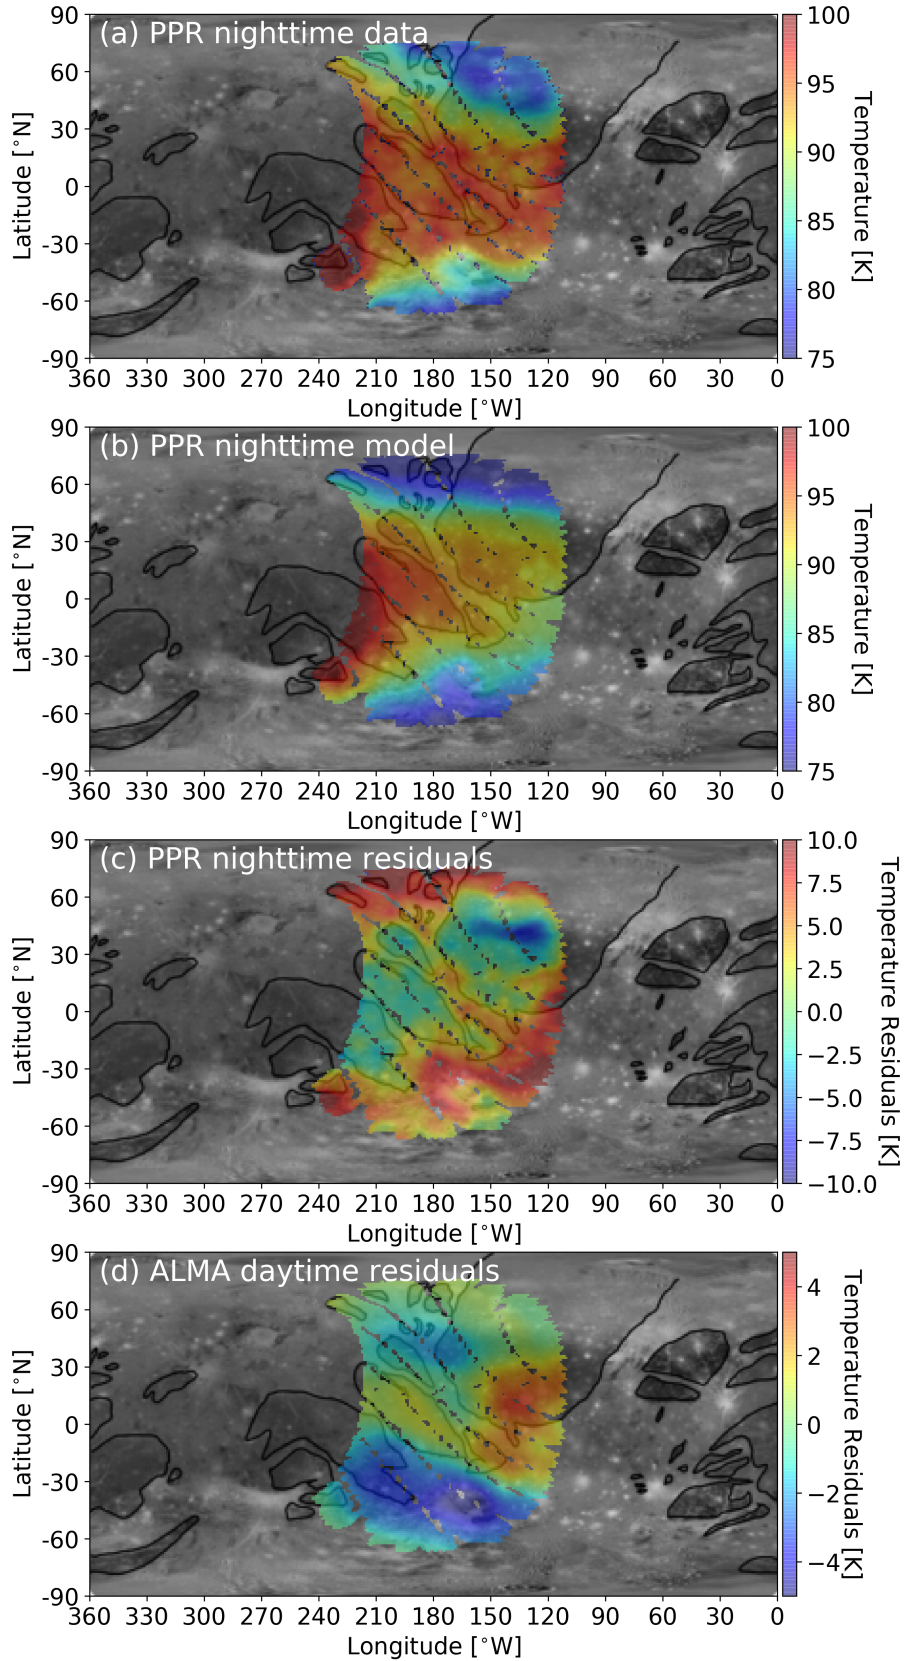 (a) PPR nighttime data
90
60
30
0
-30
-60
-90
Latitude [°N]
360 330 300 270 240 210 180 150 120 90 60 30 0
Longitude [°W]
100
95
90
85
80
75
Temperature [K]
(b) PPR nighttime model
90
60
30
0
-30
-60
-90
Latitude [°N]
360 330 300 270 240 210 180 150 120 90 60 30 0
Longitude [°W]
100
95
90
85
80
75
Temperature [K]
(c) PPR nighttime residuals
90
60
30
0
-30
-60
-90
Latitude [°N]
360 330 300 270 240 210 180 150 120 90 60 30 0
Longitude [°W]
10.0
7.5
5.0
2.5
0.0
−2.5
−5.0
−7.5
−10.0
Temperature Residuals [K]
(d) ALMA daytime residuals
90
60
30
0
-30
-60
-90
Latitude [°N]
360 330 300 270 240 210 180 150 120 90 60 30 0
Longitude [°W]
4
2
0
−2
−4
Temperature Residuals [K]